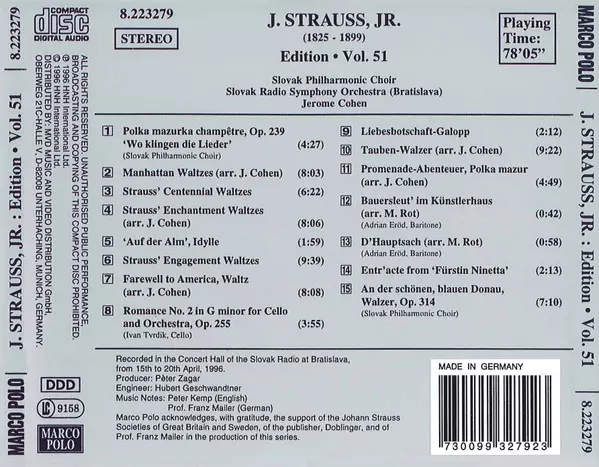 COMPACT
disc
DIGITAL AUDIO
8.223279
STEREO
J. STRAUSS, JR.
(1825 - 1899)
Edition • Vol. 51
Slovak Philharmonic Choir
Slovak Radio Symphony Orchestra (Bratislava)
Jerome Cohen
Playing
Time:
78'05"
1 Polka mazurka champêtre, Op. 239
'Wo klingen die Lieder' (4:27)
(Slovak Philharmonic Choir)
2 Manhattan Waltzes (arr. J. Cohen) (8:03)
3 Strauss' Centennial Waltzes (6:22)
4 Strauss' Enchantment Waltzes
(arr. J. Cohen) (8:06)
5 'Auf der Alm', Idylle (1:59)
6 Strauss' Engagement Waltzes (9:39)
7 Farewell to America, Waltz
(arr. J. Cohen) (8:08)
8 Romance No. 2 in G minor for Cello
and Orchestra, Op. 255 (3:55)
(Ivan Tvrdik, Cello)
9 Liebesbotschaft-Galopp (2:12)
10 Tauben-Walzer (arr. J. Cohen) (9:22)
11 Promenade-Abenteuer, Polka mazur
(arr. J. Cohen) (4:49)
12 Bauersleut' im Künstlerhaus
(arr. M. Rot) (0:42)
(Adrian Eröd, Baritone)
13 D'Hauptsach (arr. M. Rot) (0:58)
(Adrian Eröd, Baritone)
14 Entr'acte from 'Fürstin Ninetta' (2:13)
15 An der schönen, blauen Donau,
Walzer, Op. 314 (7:10)
(Slovak Philharmonic Choir)
Recorded in the Concert Hall of the Slovak Radio at Bratislava,
from 15th to 20th April, 1996.
Producer: Pèter Zagar
Engineer: Hubert Geschwandtner
Music Notes: Peter Kemp (English)
Prof. Franz Mailer (German)
Marco Polo acknowledges, with gratitude, the support of the Johann Strauss
Societies of Great Britain and Sweden, of the publisher, Doblinger, and of
Prof. Franz Mailer in the production of this series.
MADE IN GERMANY
7 30099 32792 3
ALL RIGHTS RESERVED. UNAUTHORISED PUBLIC PERFORMANCE,
BROADCASTING AND COPYING OF THIS COMPACT DISC PROHIBITED.
℗ 1996 HNH International Ltd.
© 1996 HNH International Ltd.
DISTRIBUTED BY: MVD MUSIC AND VIDEO DISTRIBUTION GmbH,
OBERWEG 21C-HALLE V, D-82008 UNTERHACHING, MUNICH, GERMANY.
DDD
LC 9158
MARCO
POLO
MARCO POLO J. STRAUSS, JR. : Edition • Vol. 51 8.223279
MARCO POLO J. STRAUSS, JR. : Edition • Vol. 51 8.223279